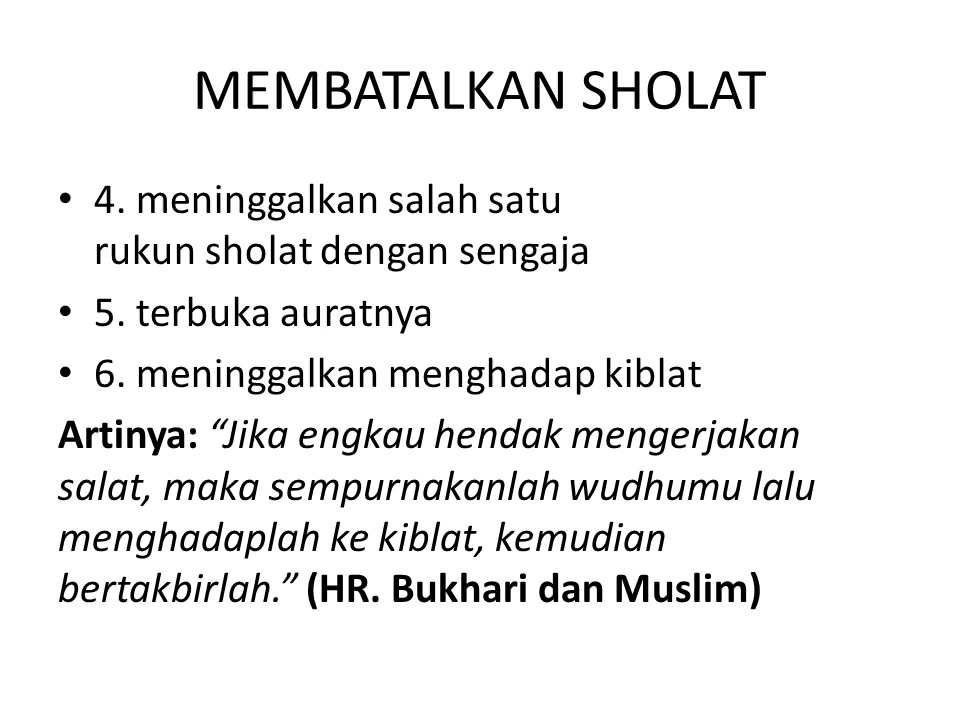 MEMBATALKAN SHOLAT
• 4. meninggalkan salah satu
rukun sholat dengan sengaja
• 5. terbuka auratnya
• 6. meninggalkan menghadap kiblat
Artinya: “Jika engkau hendak mengerjakan
salat, maka sempurnakanlah wudhumu lalu
menghadaplah ke kiblat, kemudian
bertakbirlah.” (HR. Bukhari dan Muslim)